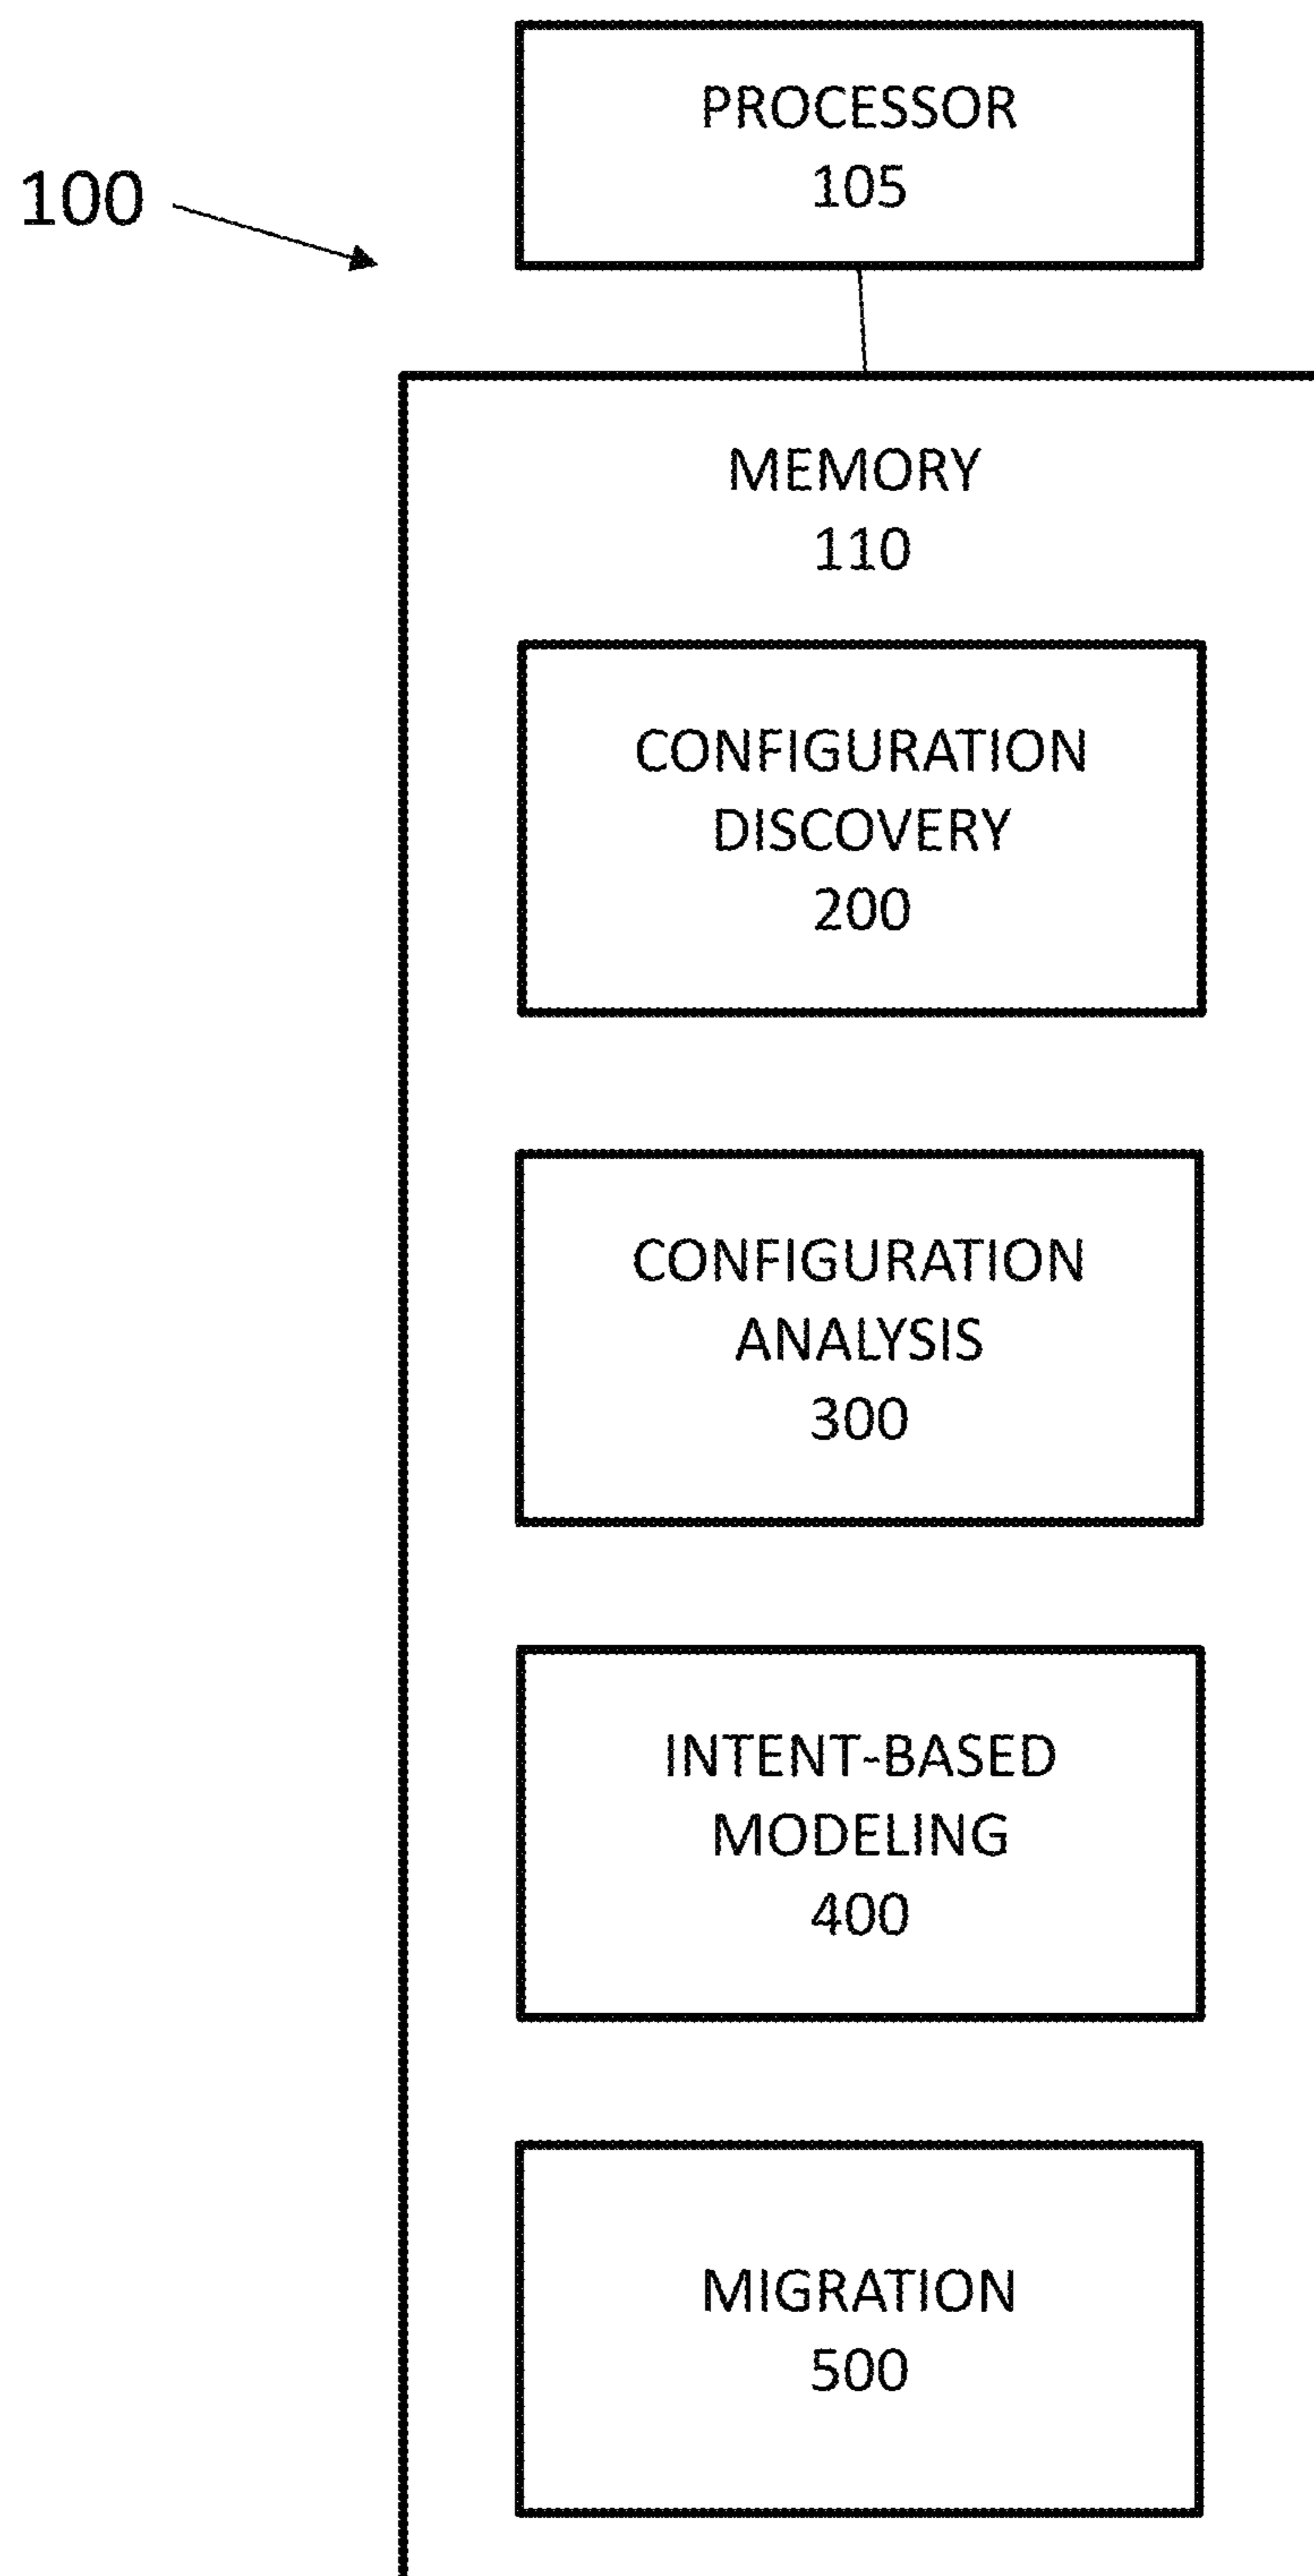 PROCESSOR
105
100
MEMORY
110
CONFIGURATION
DISCOVERY
200
CONFIGURATION
ANALYSIS
300
INTENT-BASED
MODELING
400
MIGRATION
500